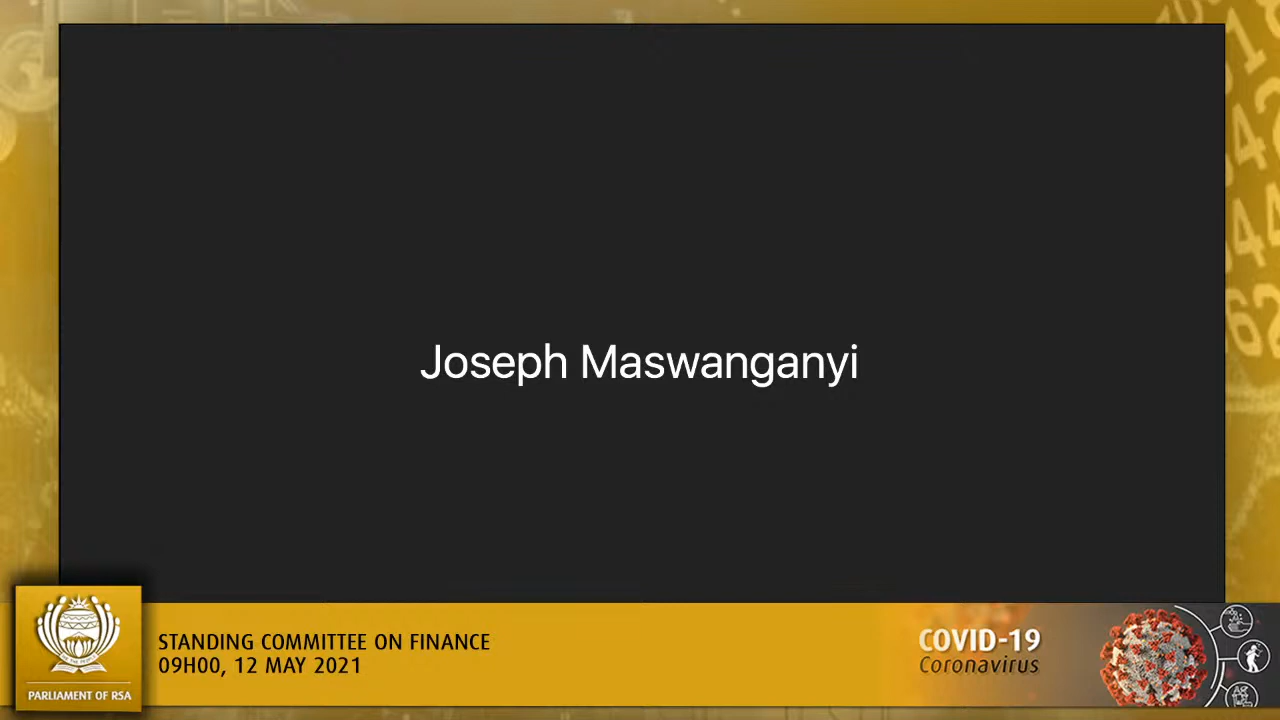 Joseph Maswanganyi
STANDING COMMITTEE ON FINANCE
09H00, 12 MAY 2021
PARLIAMENT OF RSA
COVID-19
Coronavirus